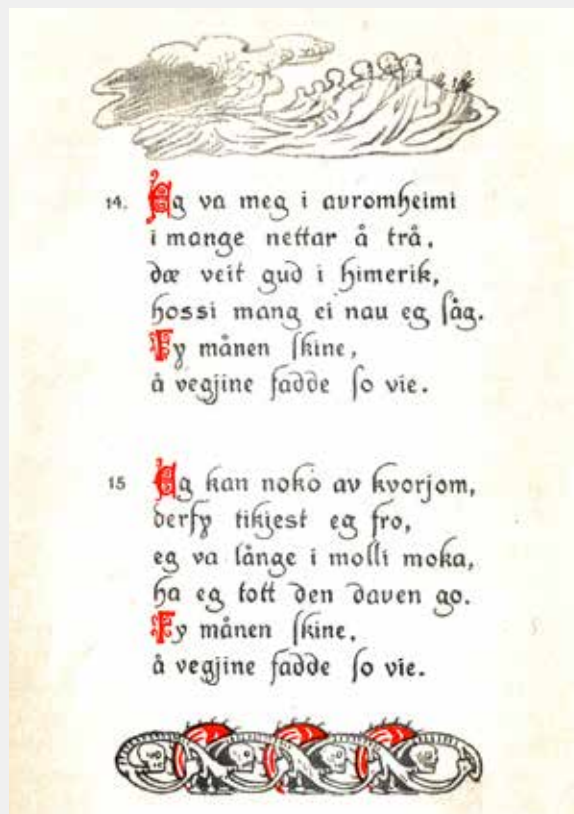 14. Eg va meg i auromheimi
i mange nettar å trå,
dæ veit gud i himerik,
hossi mang ei nau eg såg.
Fy månen skine,
å vegjine fadde so vie.
15 Eg kan noko av kvorjom,
derfy tikjest eg fro,
eg va långe i molli moka,
ha eg tott den daven go.
Fy månen skine,
å vegjine fadde so vie.